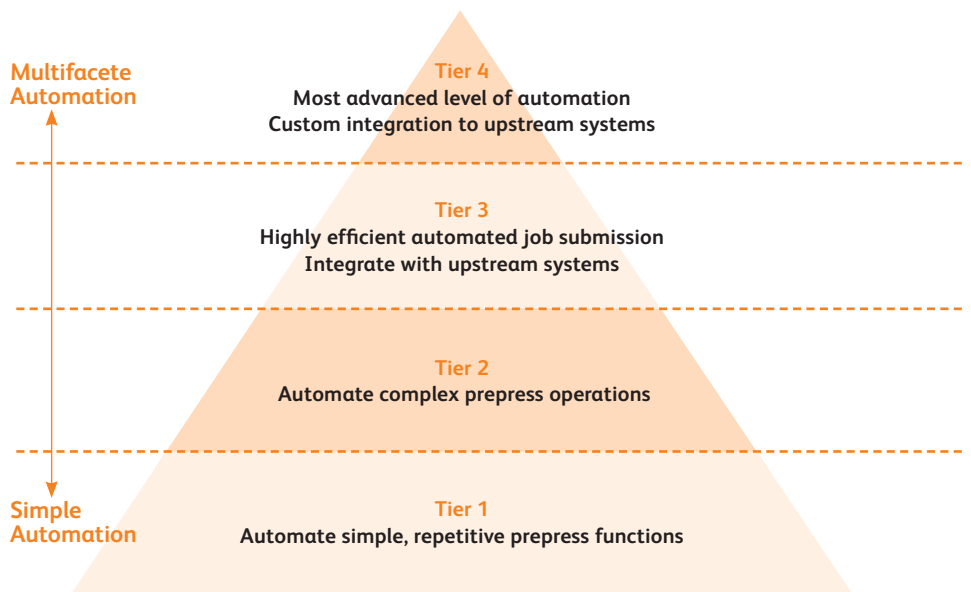 Multifacete
Automation
Tier 4
Most advanced level of automation
Custom integration to upstream systems
Tier 3
Highly efficient automated job submission
Integrate with upstream systems
Tier 2
Automate complex prepress operations
Simple
Automation
Tier 1
Automate simple, repetitive prepress functions